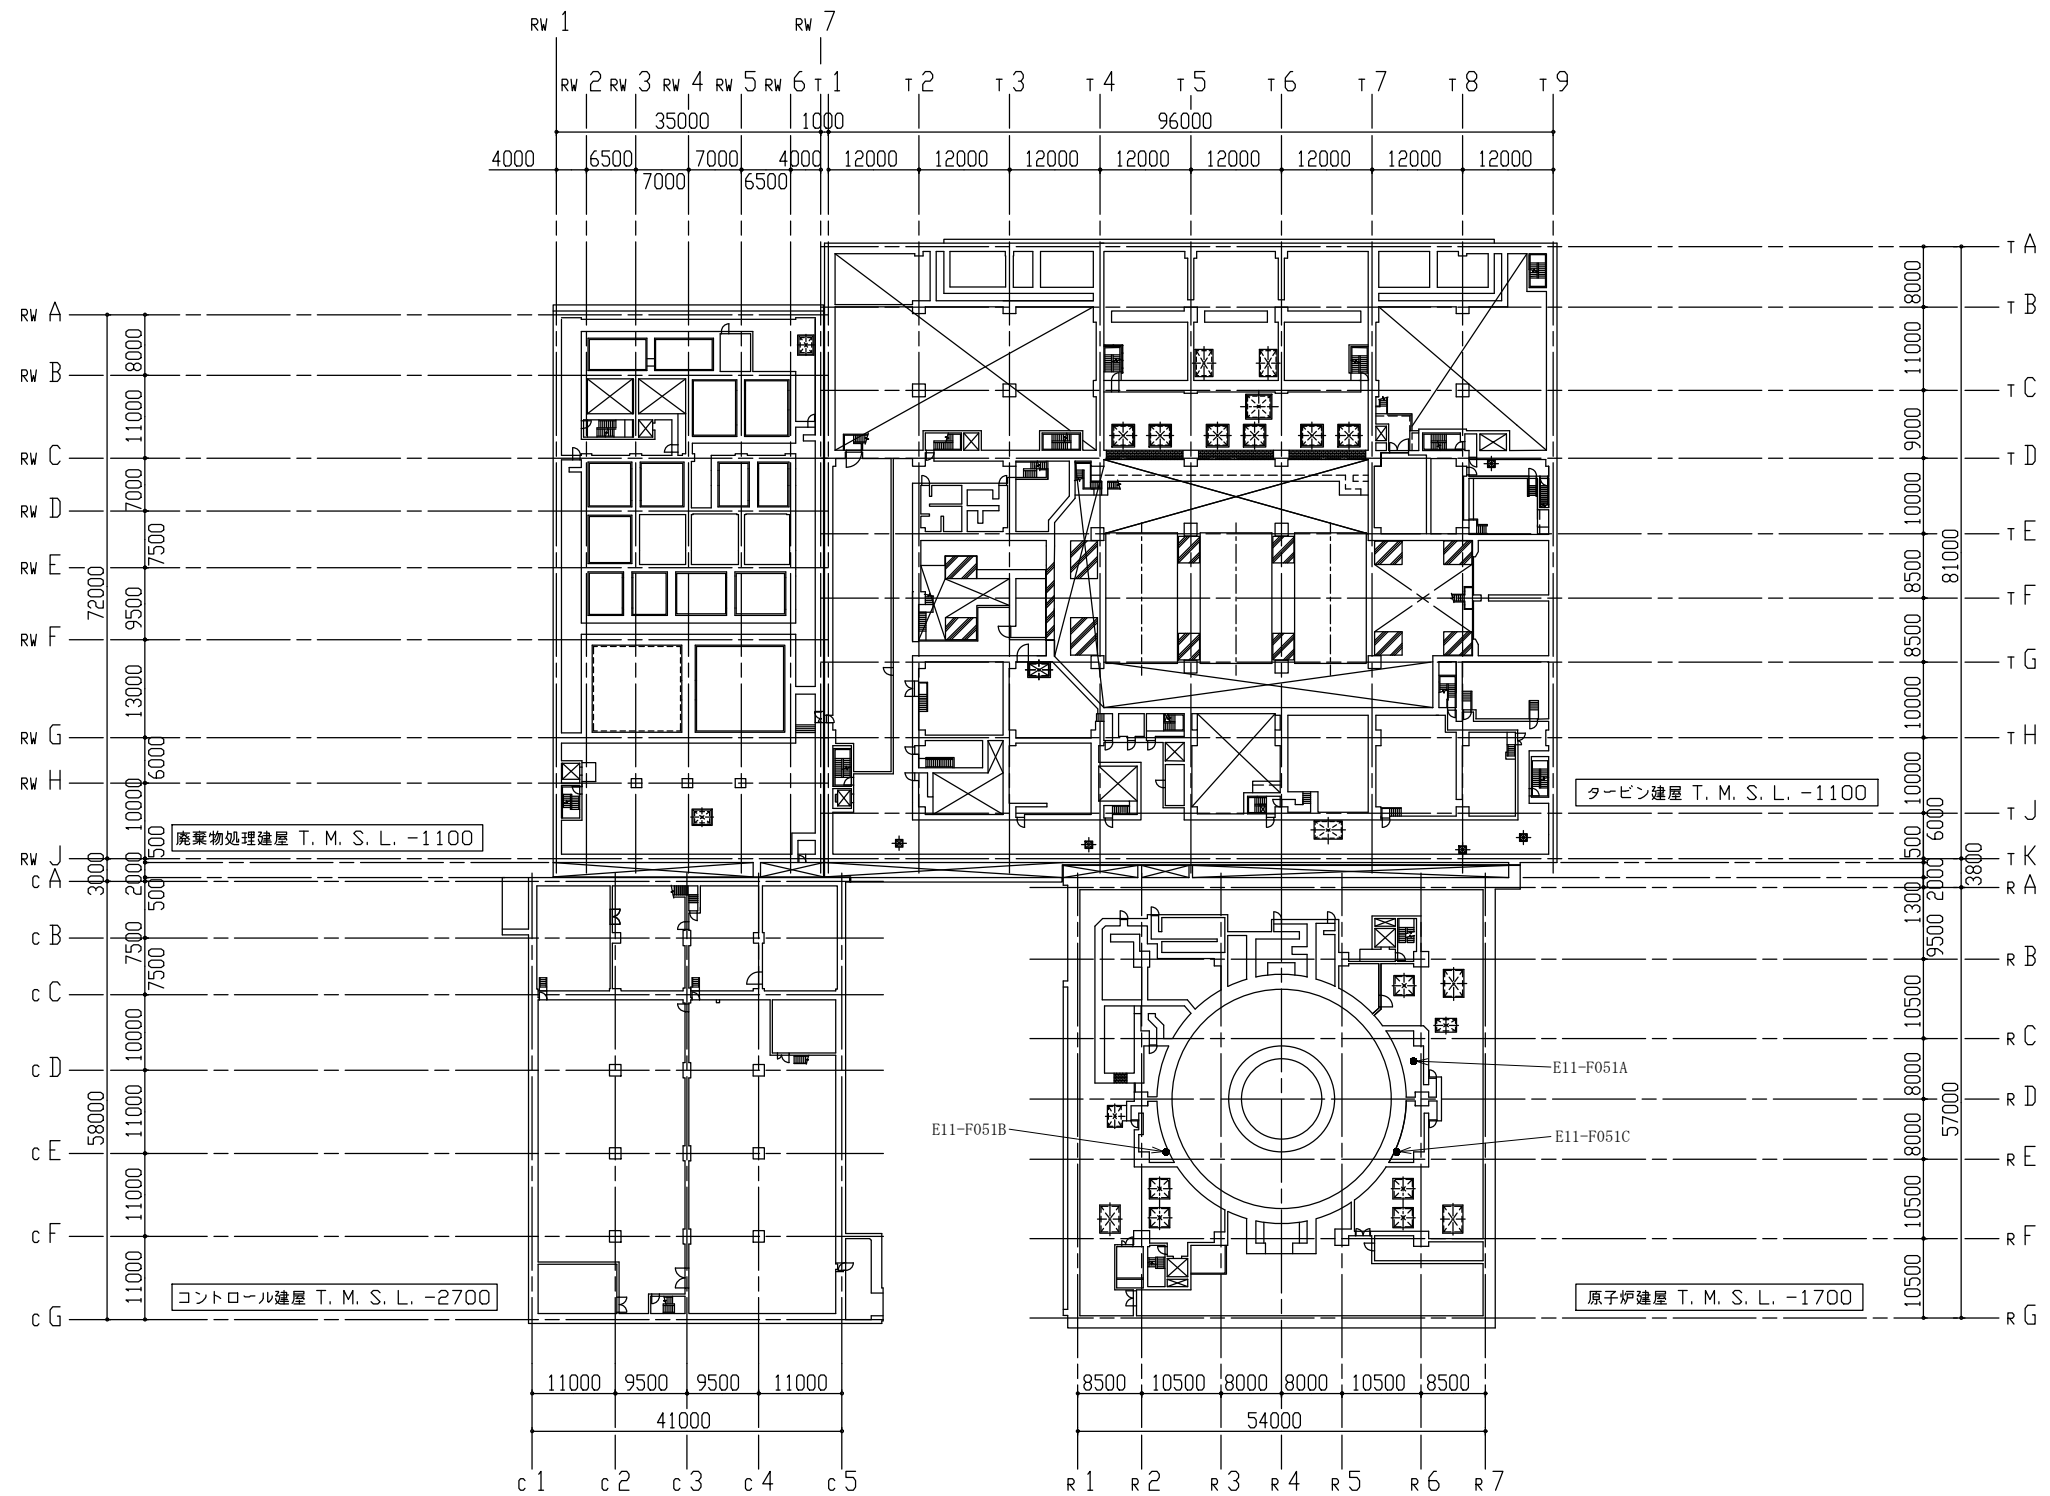 RW 1
RW 7
RW 2 RW 3 RW 4 RW 5 RW 6 T 1 T 2 T 3 T 4 T 5 T 6 T 7 T 8 T 9
35000 1000 96000
4000 6500 7000 4000 12000 12000 12000 12000 12000 12000 12000 12000
7000 6500
RW A
RW B
RW C
RW D
RW E
RW F
RW G
RW H
RW J
C A
C B
C C
C D
C E
C F
C G
8000
11000
7000
7500
9500
13000
6000
10000
500
72000
3000
2000
500
7500
7500
10000
11000
11000
11000
58000
T A
T B
T C
T D
T E
T F
T G
T H
T J
T K
R A
R B
R C
R D
R E
R F
R G
8000
11000
9000
10000
8500
8500
10000
10000
6000
500
81000
3800
2000
1300
9500
10500
8000
8000
10500
10500
57000
タービン建屋 T. M. S. L. -1100
廃棄物処理建屋 T. M. S. L. -1100
E11-F051A
E11-F051B
E11-F051C
コントロール建屋 T. M. S. L. -2700
原子炉建屋 T. M. S. L. -1700
11000 9500 9500 11000
41000
8500 10500 8000 8000 10500 8500
54000
C 1 C 2 C 3 C 4 C 5
R 1 R 2 R 3 R 4 R 5 R 6 R 7